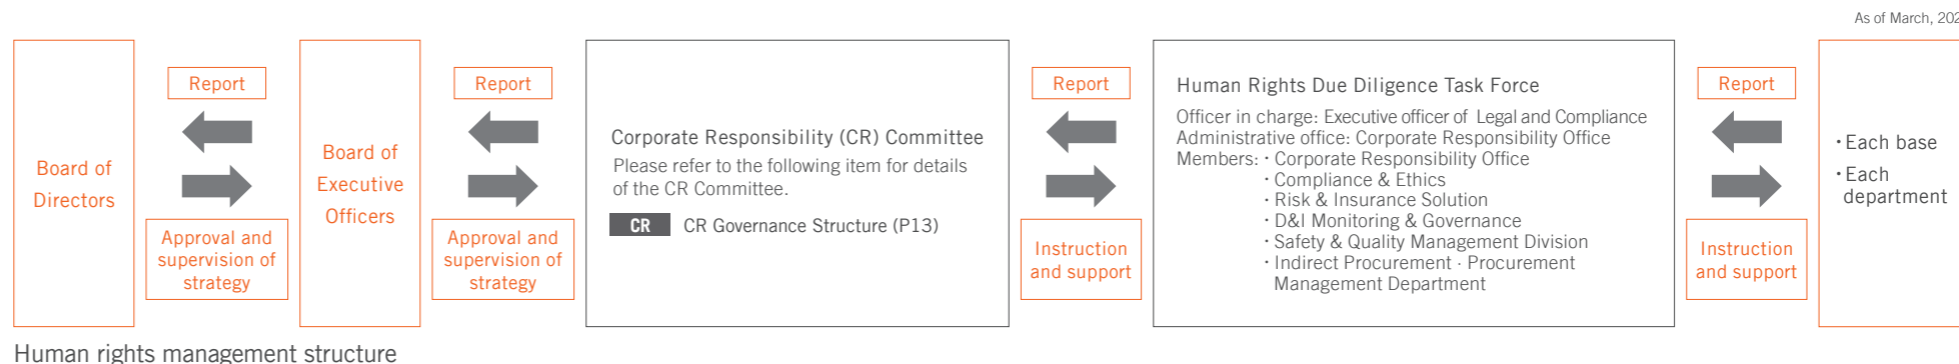 As of March, 202
Board of
Directors
Report
Approval and
supervision of
strategy
Board of
Executive
Officers
Report
Approval and
supervision of
strategy
Corporate Responsibility (CR) Committee
Please refer to the following item for details
of the CR Committee.
CR CR Governance Structure (P13)
Report
Instruction
and support
Human Rights Due Diligence Task Force
Officer in charge: Executive officer of Legal and Compliance
Administrative office: Corporate Responsibility Office
Members: · Corporate Responsibility Office
· Compliance & Ethics
· Risk & Insurance Solution
· D&I Monitoring & Governance
· Safety & Quality Management Division
· Indirect Procurement · Procurement
Management Department
Report
Instruction
and support
· Each base
· Each
department
Human rights management structure